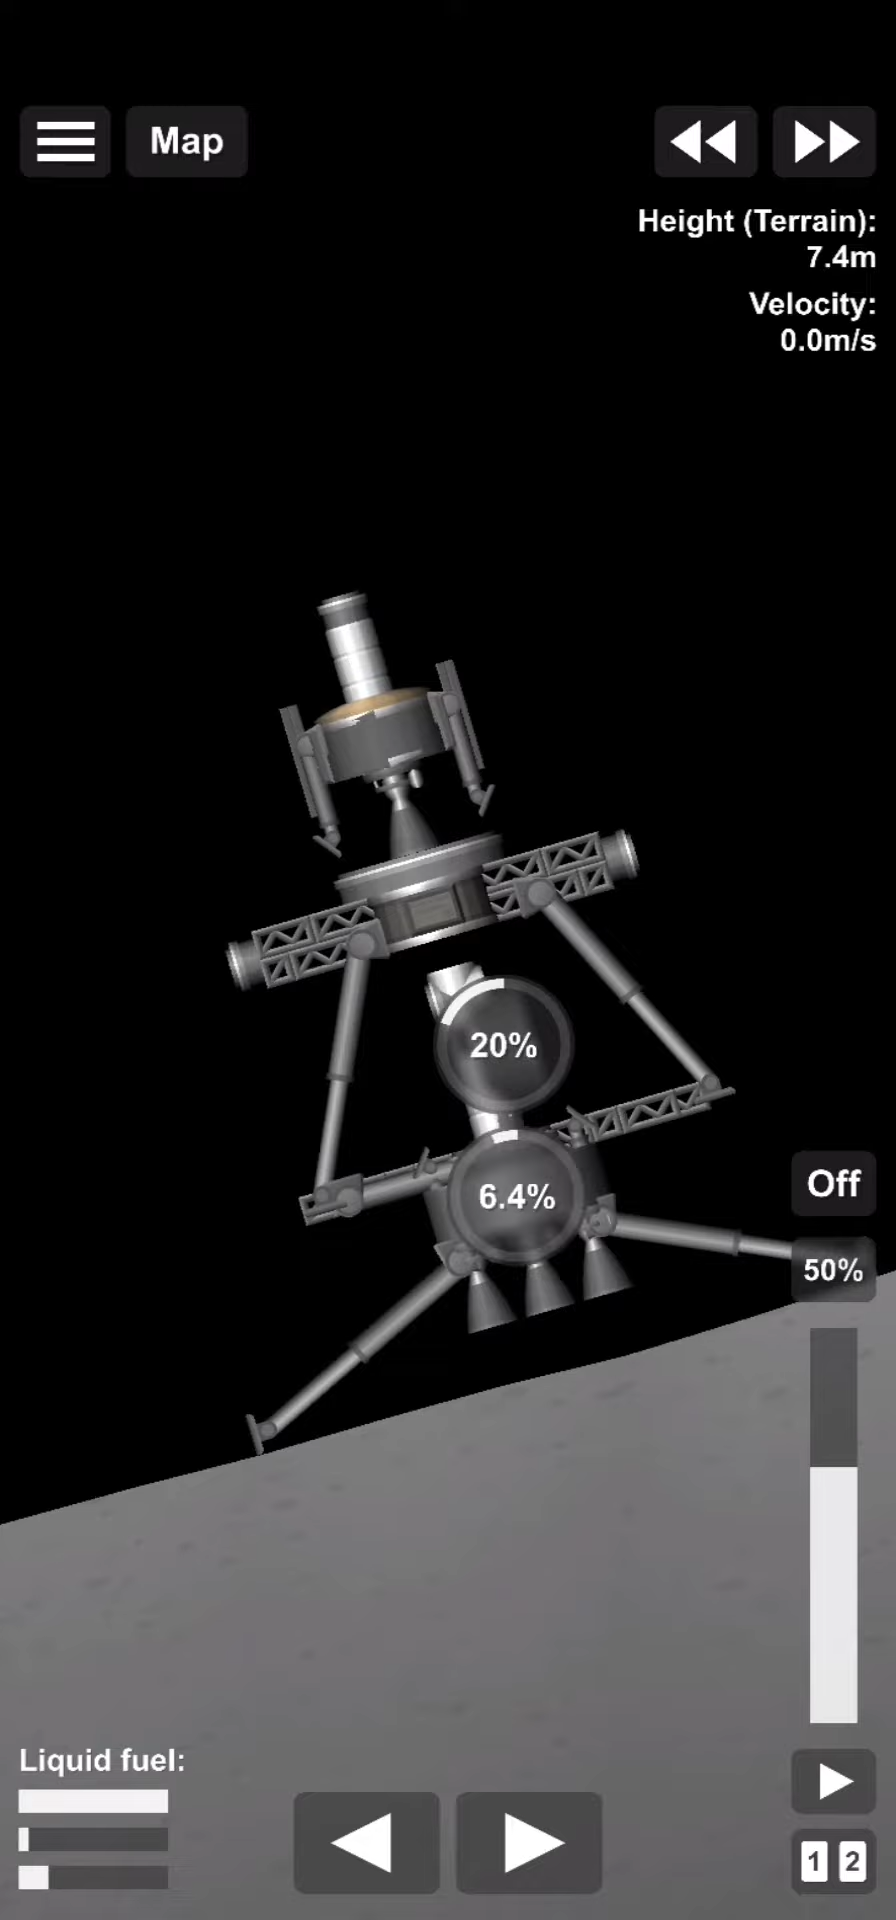 Map
Height (Terrain):
7.4m
Velocity:
0.0m/s
20%
6.4%
Off
50%
Liquid fuel:
1 2